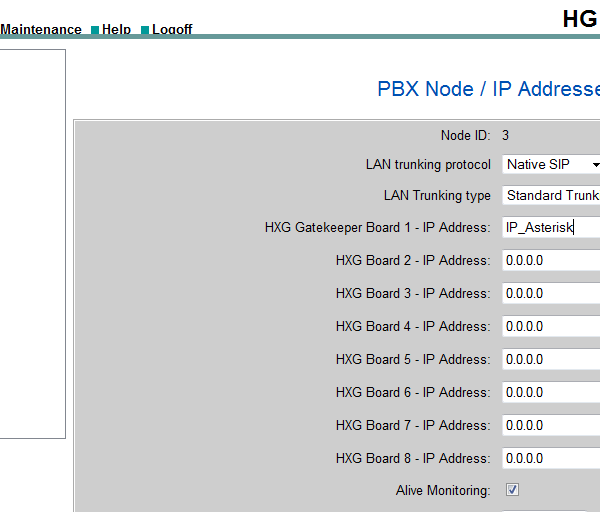 HG
Maintenance Help Logoff
PBX Node / IP Addresse
Node ID: 3
LAN trunking protocol Native SIP
LAN Trunking type Standard Trunk
HXG Gatekeeper Board 1 - IP Address: IP_Asterisk
HXG Board 2 - IP Address: 0.0.0.0
HXG Board 3 - IP Address: 0.0.0.0
HXG Board 4 - IP Address: 0.0.0.0
HXG Board 5 - IP Address: 0.0.0.0
HXG Board 6 - IP Address: 0.0.0.0
HXG Board 7 - IP Address: 0.0.0.0
HXG Board 8 - IP Address: 0.0.0.0
Alive Monitoring: